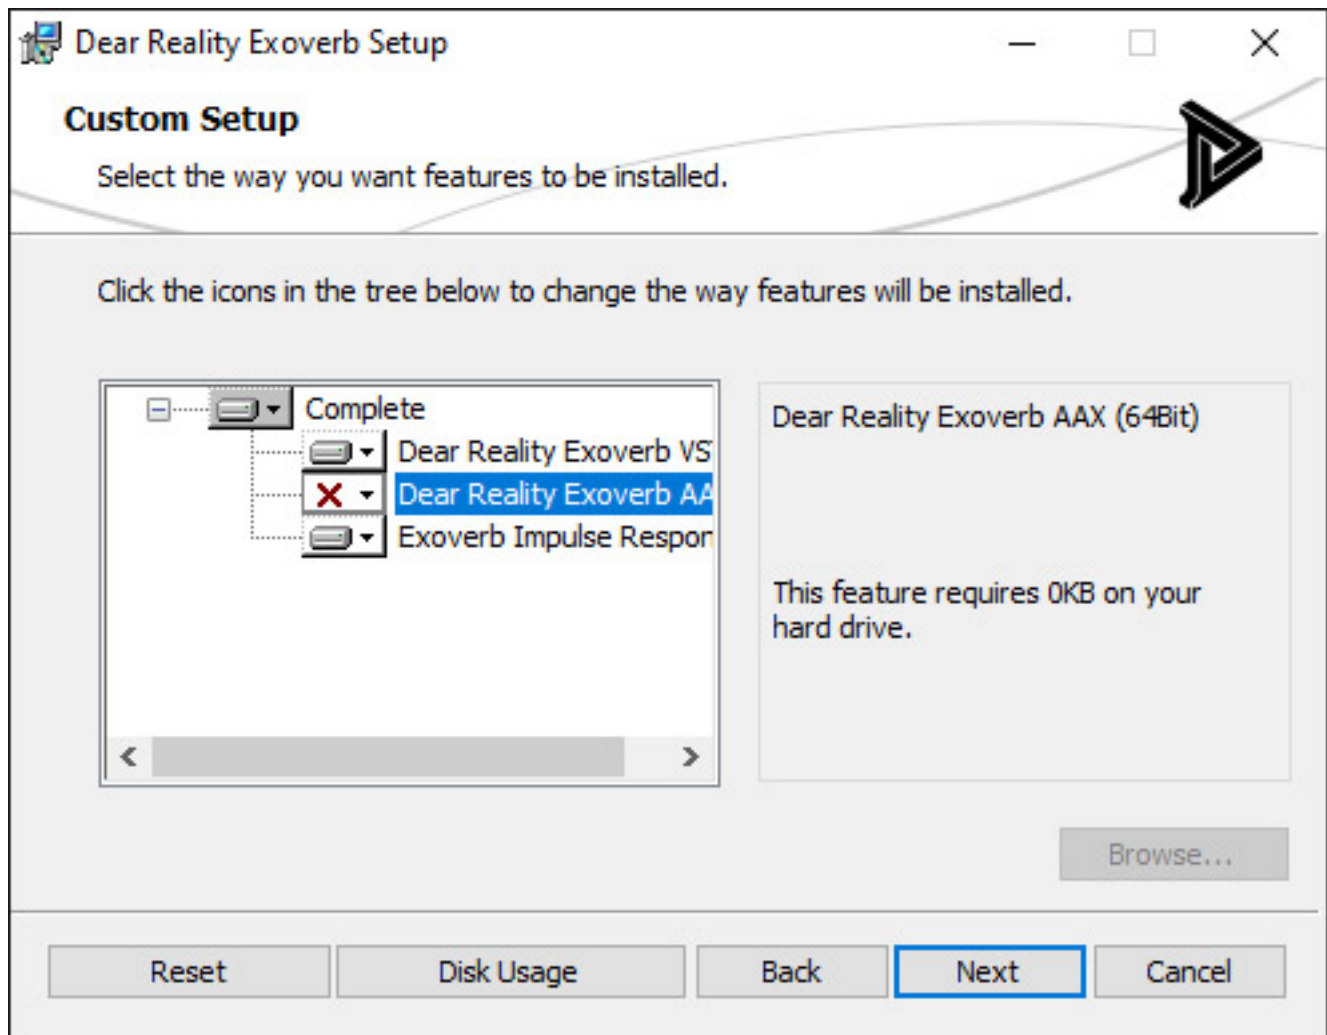 Dear Reality Exoverb Setup
Custom Setup
Select the way you want features to be installed.
Click the icons in the tree below to change the way features will be installed.
Complete
Dear Reality Exoverb VS
Dear Reality Exoverb AA
Exoverb Impulse Respon
Dear Reality Exoverb AAX (64Bit)
This feature requires 0KB on your
hard drive.
Browse...
Reset
Disk Usage
Back
Next
Cancel